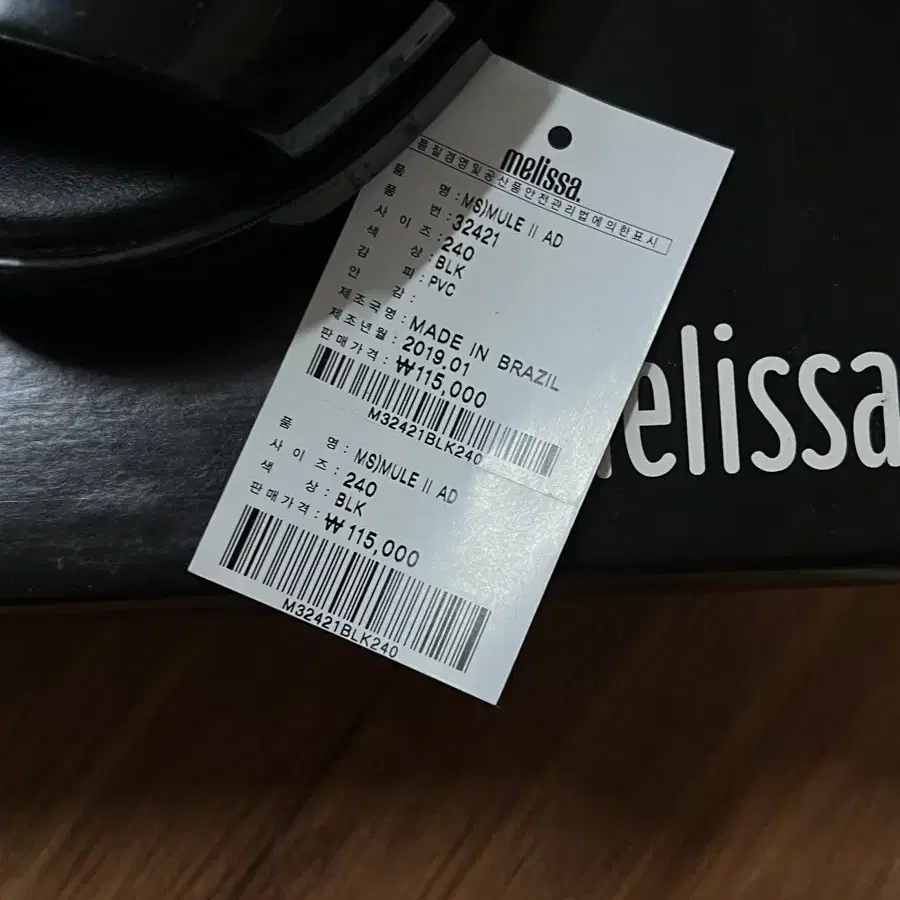 melissa.
품질경영및공산품안전관리법에의한표시
품 명 : MS)MULE II AD
품 번 : 32421
사 이 즈 : 240
색 상 : BLK
겉 피 : PVC
안 감 :
제조국명 : MADE IN BRAZIL
제조년월 : 2019.01
판매가격 : ₩115,000
M32421BLK240
품 명 : MS)MULE II AD
사 이 즈 : 240
색 상 : BLK
판매가격 : ₩115,000
M32421BLK240
melissa